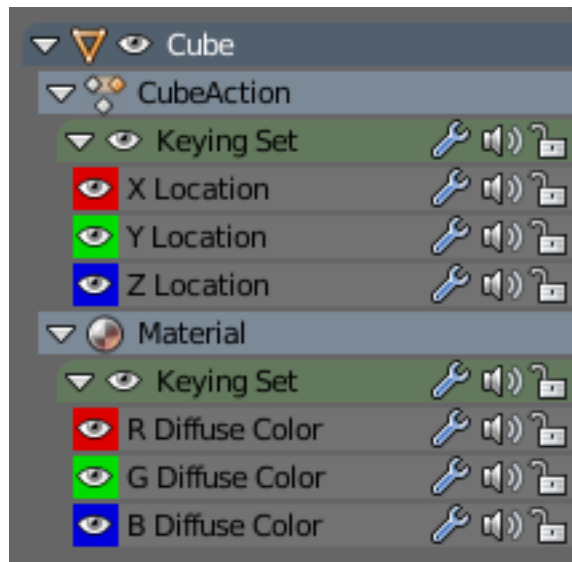 Cube
CubeAction
Keying Set
X Location
Y Location
Z Location
Material
Keying Set
R Diffuse Color
G Diffuse Color
B Diffuse Color